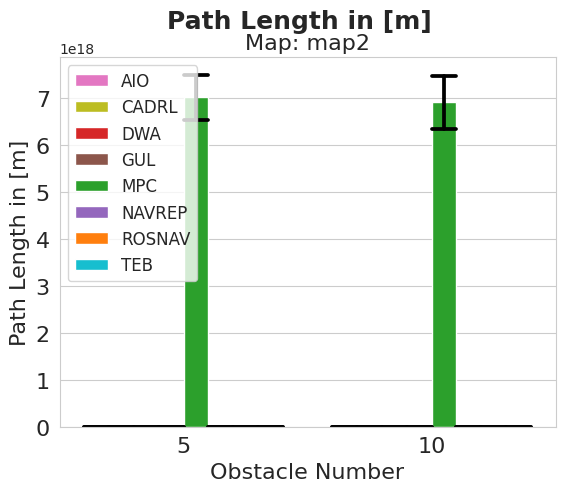 Path Length in [m]
Map: map2
1e18
AIO
CADRL
DWA
GUL
MPC
NAVREP
ROSNAV
TEB
7
6
5
4
3
2
1
0
Path Length in [m]
5
10
Obstacle Number